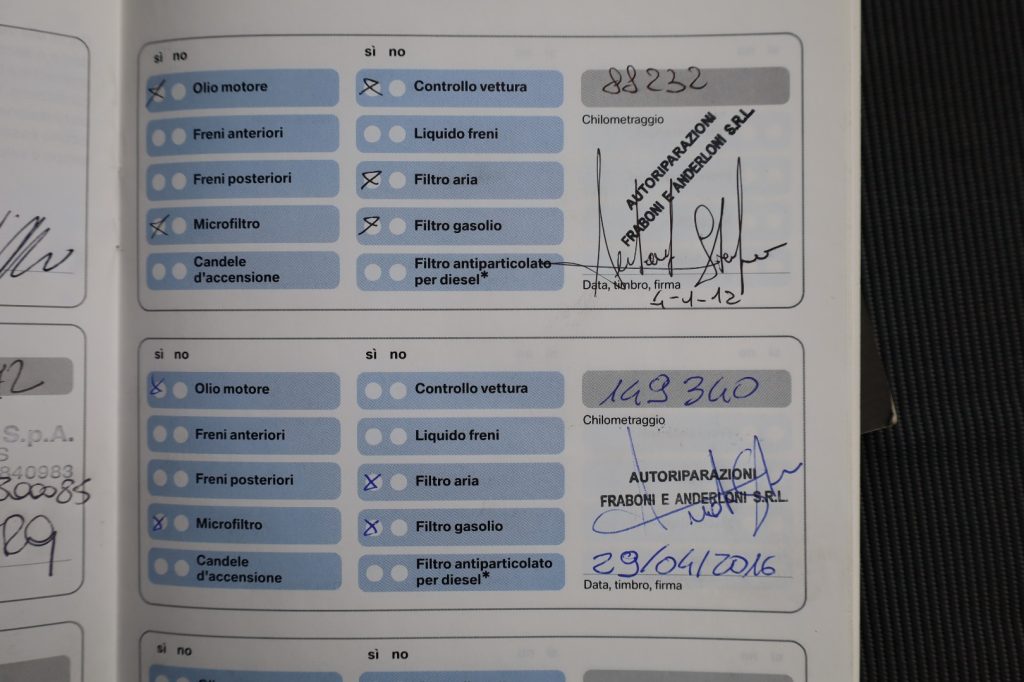 sì no
Olio motore
Freni anteriori
Freni posteriori
Microfiltro
Candele
d'accensione
sì no
Controllo vettura
Liquido freni
Filtro aria
Filtro gasolio
Filtro antiparticolato
per diesel*
88232
Chilometraggio
AUTORIPARAZIONI
FRABONI E ANDERLONI S.R.L.
Data, timbro, firma
4-1-12
S.p.A.
S
840983
300085
89
sì no
Olio motore
Freni anteriori
Freni posteriori
Microfiltro
Candele
d'accensione
sì no
Controllo vettura
Liquido freni
Filtro aria
Filtro gasolio
Filtro antiparticolato
per diesel*
149340
Chilometraggio
AUTORIPARAZIONI
FRABONI E ANDERLONI S.R.L.
29/04/2016
Data, timbro, firma
sì no
sì no